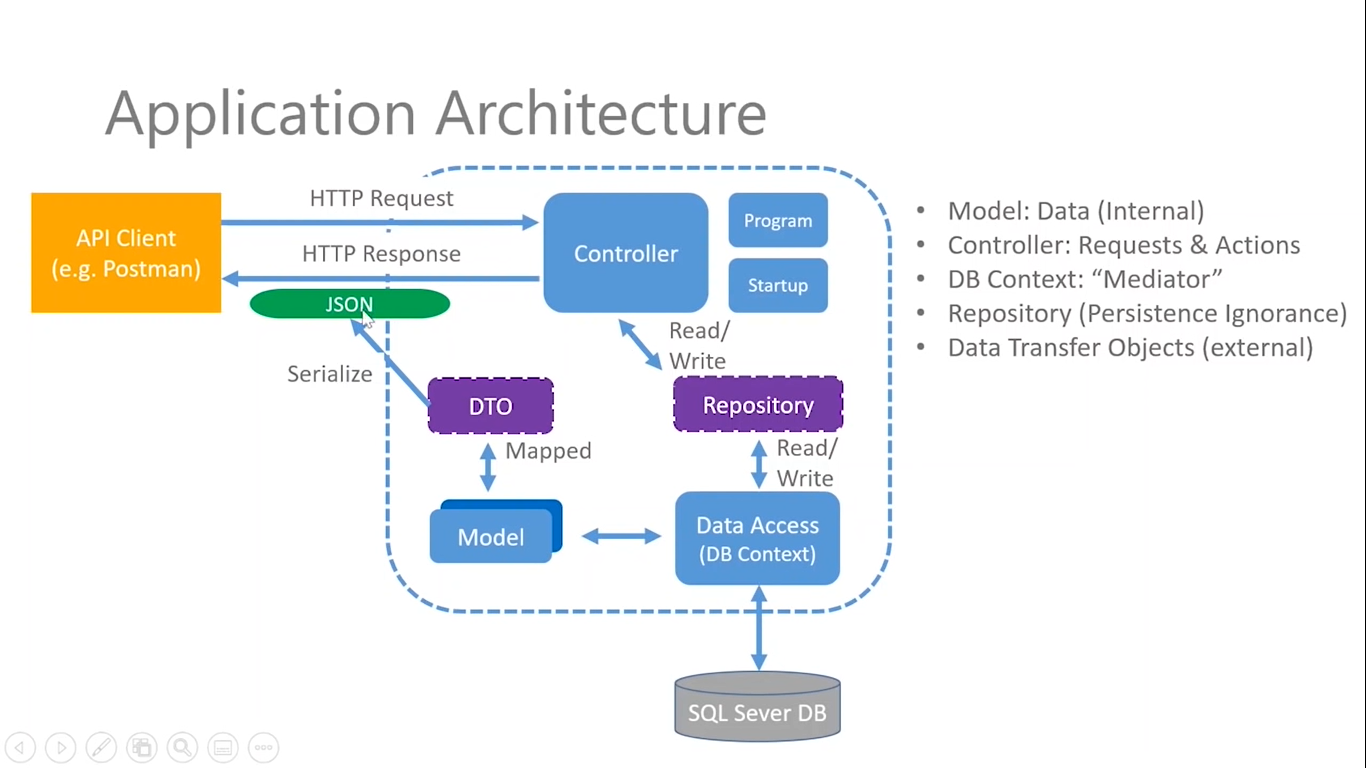 Application Architecture
API Client
(e.g. Postman)
HTTP Request
HTTP Response
JSON
Serialize
Controller
Program
Startup
Read/
Write
DTO
Repository
Mapped
Read/
Write
Model
Data Access
(DB Context)
SQL Sever DB
• Model: Data (Internal)
• Controller: Requests & Actions
• DB Context: “Mediator”
• Repository (Persistence Ignorance)
• Data Transfer Objects (external)